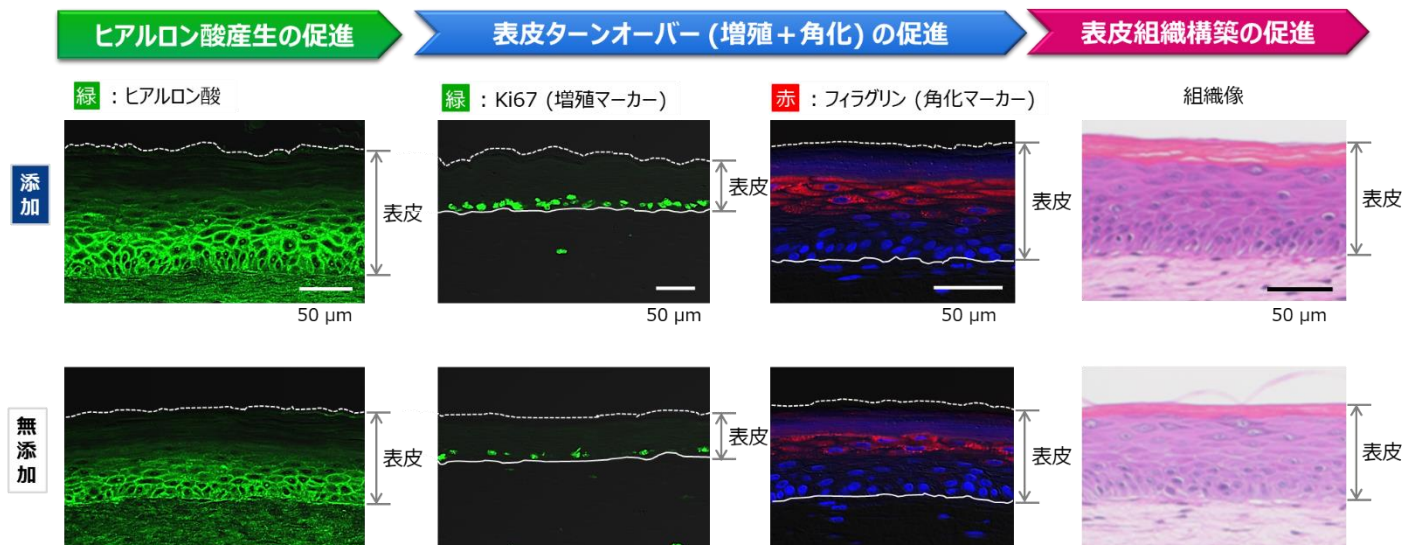 ヒアルロン酸産生の促進
表皮ターンオーバー (増殖＋角化) の促進
表皮組織構築の促進
緑 ：ヒアルロン酸
緑 ：Ki67 (増殖マーカー)
赤 ：フィラグリン (角化マーカー)
組織像
添加
表皮
表皮
表皮
表皮
50 μm
50 μm
50 μm
50 μm
無添加
表皮
表皮
表皮
表皮